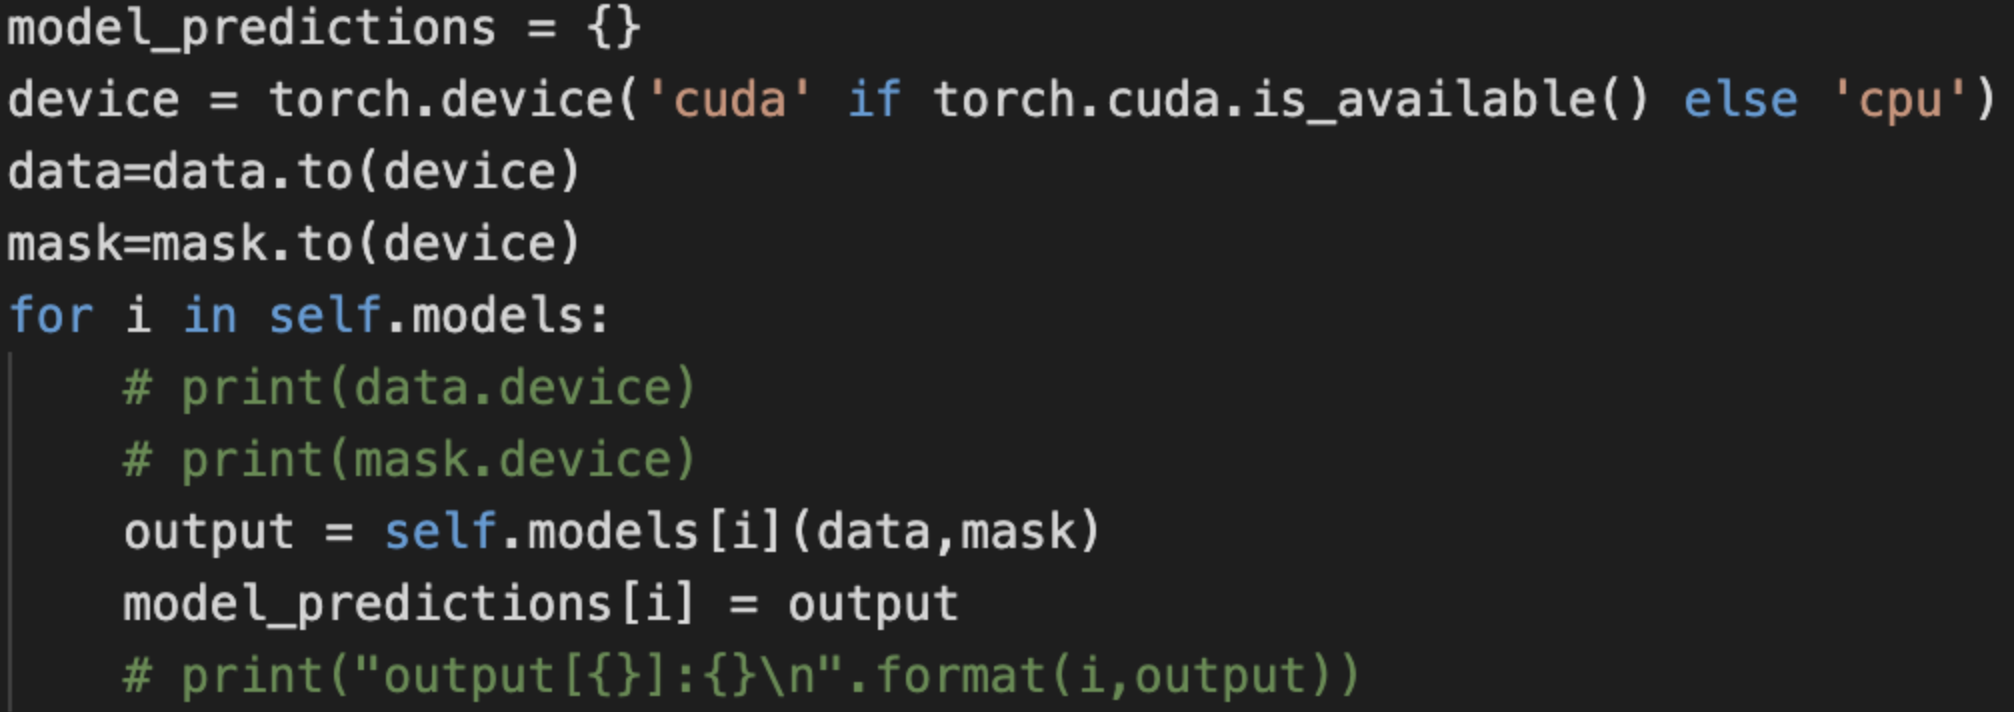 model_predictions = {}
device = torch.device('cuda' if torch.cuda.is_available() else 'cpu')
data=data.to(device)
mask=mask.to(device)
for i in self.models:
    # print(data.device)
    # print(mask.device)
    output = self.models[i](data,mask)
    model_predictions[i] = output
    # print("output[{}]:{}\n".format(i,output))